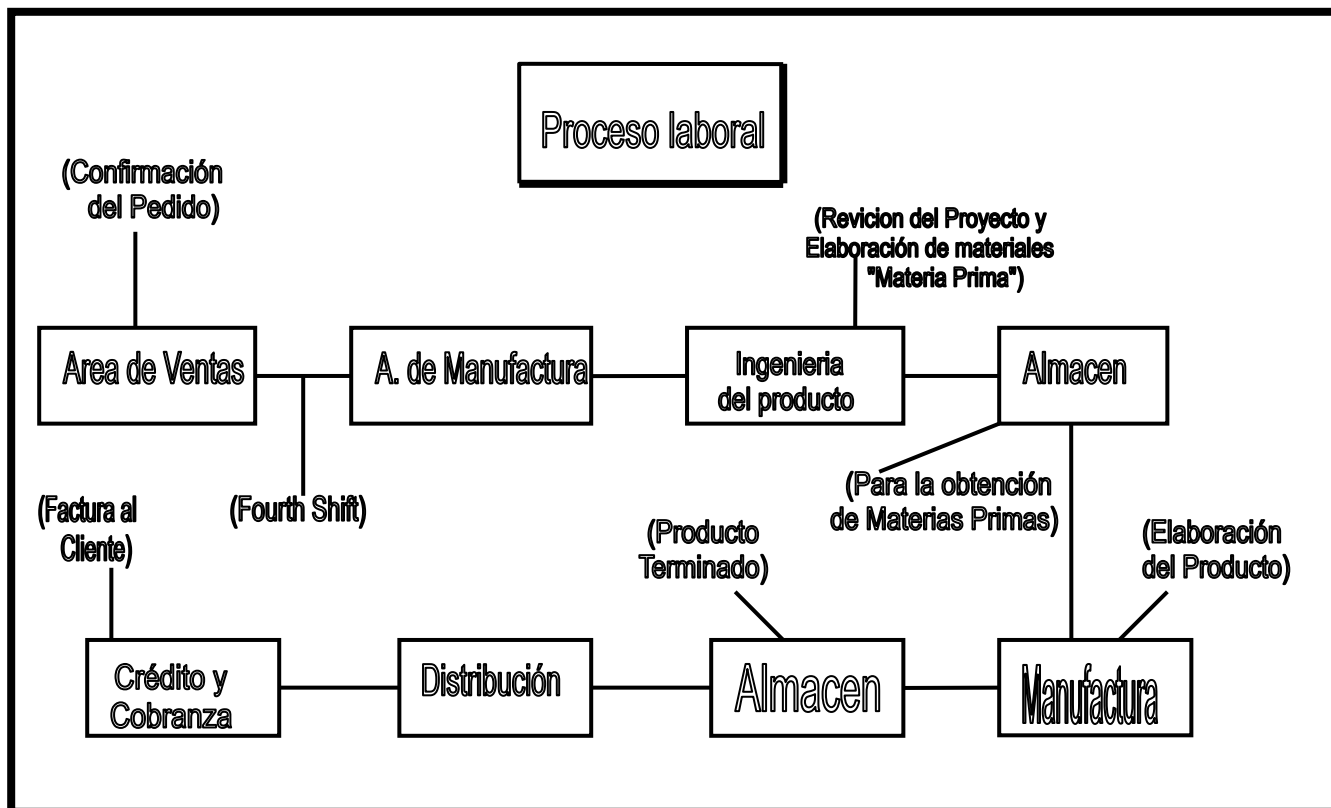 Proceso laboral
(Confirmación
del Pedido)
(Revicion del Proyecto y
Elaboración de materiales
"Materia Prima")
Area de Ventas
A. de Manufactura
Ingenieria
del producto
Almacen
(Factura al
Cliente)
(Fourth Shift)
(Para la obtención
de Materias Primas)
(Producto
Terminado)
(Elaboración
del Producto)
Crédito y
Cobranza
Distribución
Almacen
Manufactura